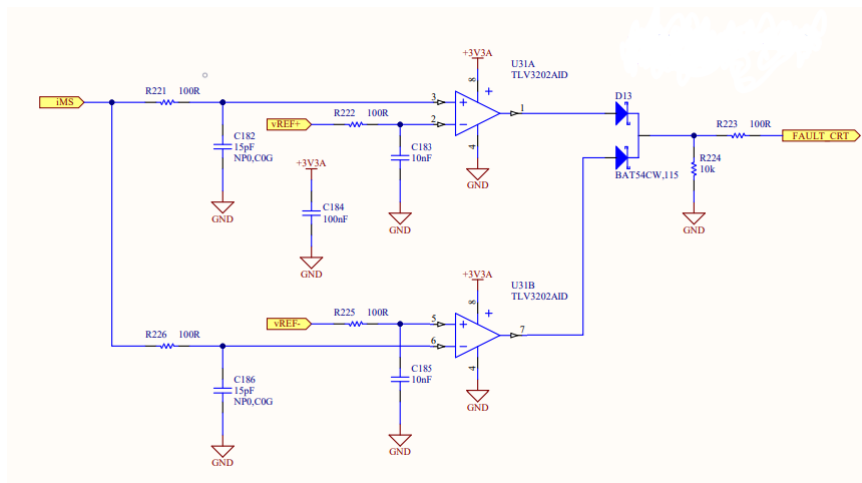 +3V3A
U31A
TLV3202AID
iMS
R221 100R
3
8
1
D13
vREF+
R222 100R
2
4
C182
15pF
NP0,C0G
C183
10nF
GND
R223 100R
FAULT_CRT
R224
10k
BAT54CW,115
+3V3A
C184
100nF
GND
GND
GND
GND
+3V3A
U31B
TLV3202AID
8
vREF-
R225 100R
5
7
R226 100R
6
4
C186
15pF
NP0,C0G
C185
10nF
GND
GND
GND